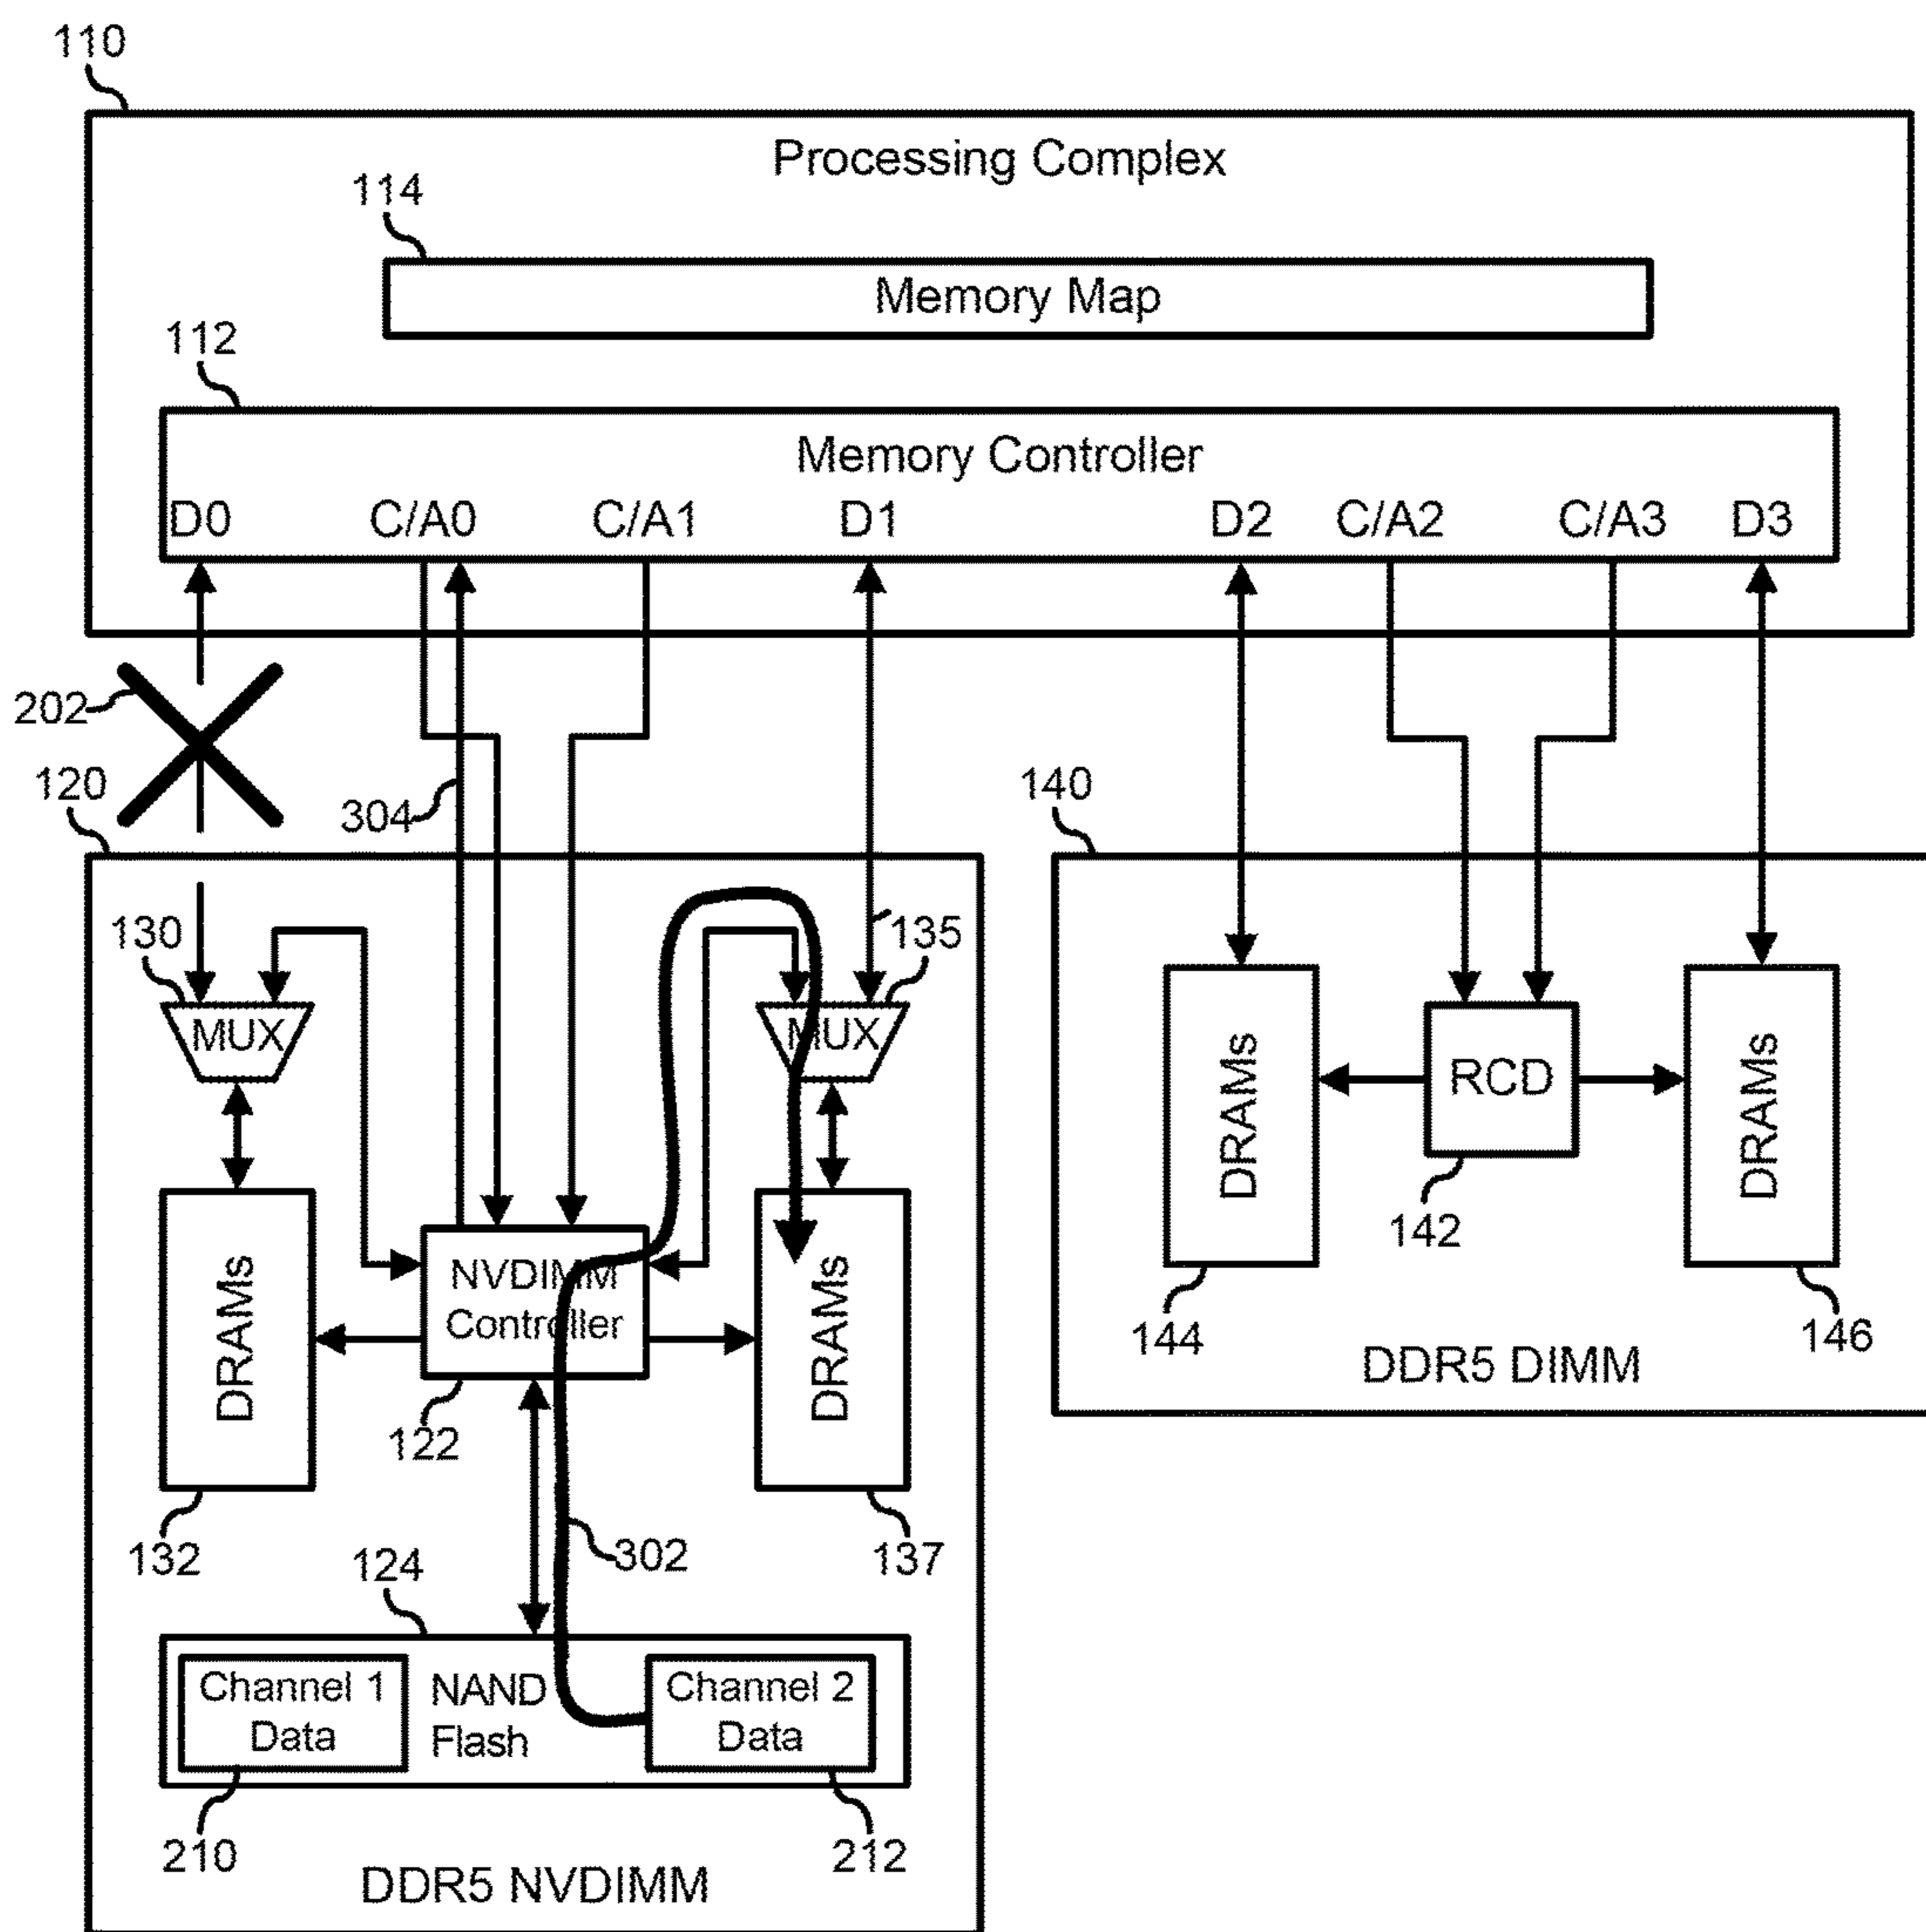 110
Processing Complex
114
Memory Map
112
Memory Controller
D0 C/A0 C/A1 D1 D2 C/A2 C/A3 D3
202
120
304
140
130
135
MUX
MUX
DRAMs
RCD
DRAMs
142
NVDIMM
Controller
DRAMs
DRAMs
144
146
DDR5 DIMM
122
132
124
302
137
Channel 1
Data
NAND
Flash
Channel 2
Data
210
212
DDR5 NVDIMM